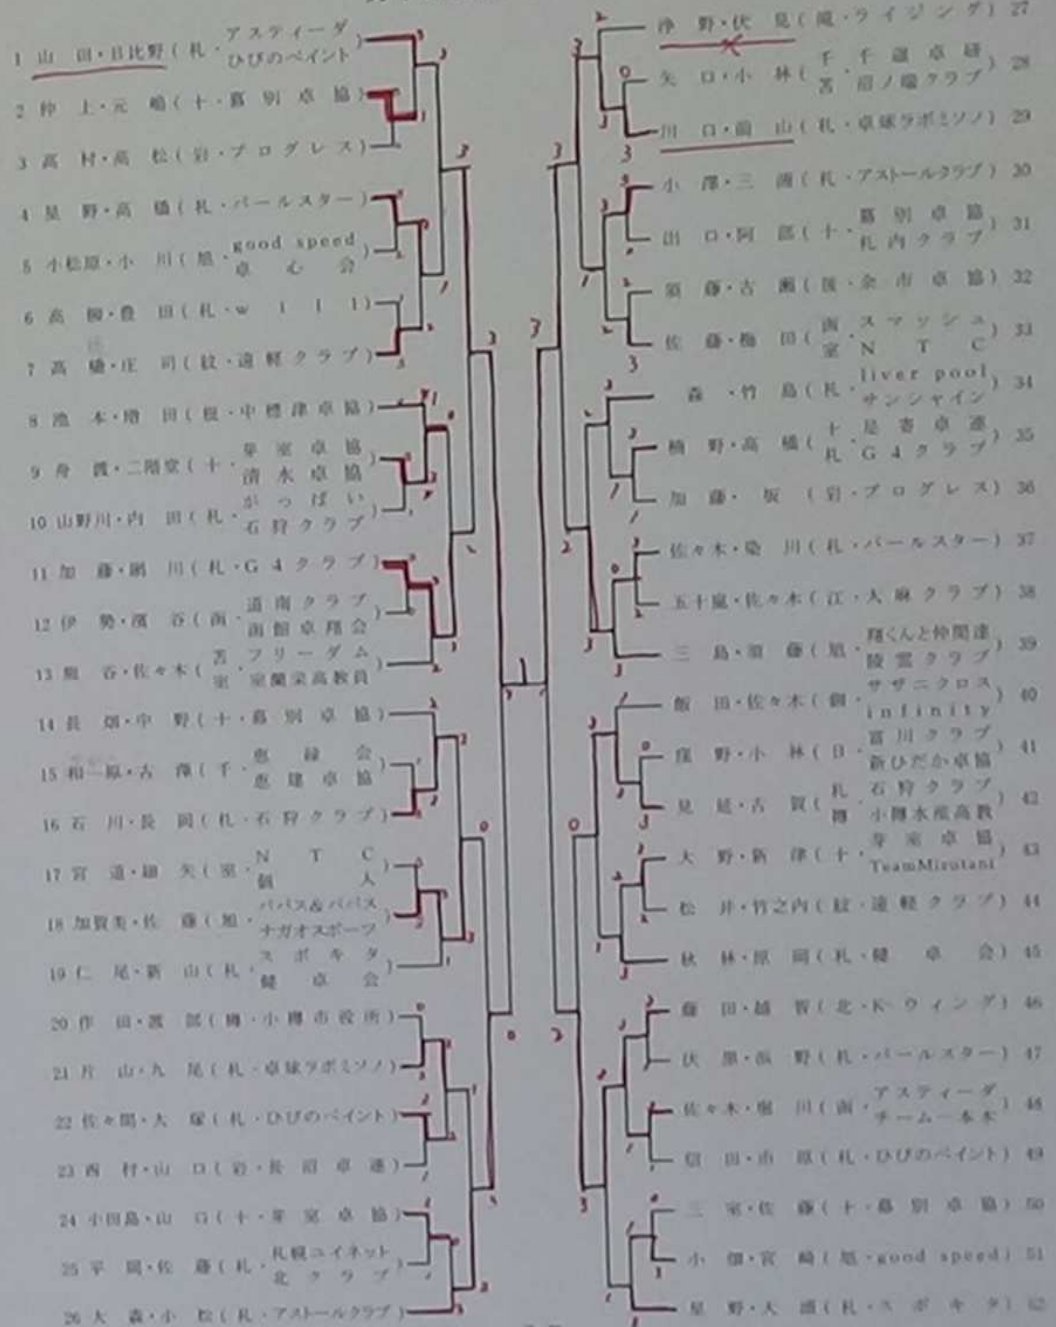 1 山 田・日比野(札・アスティーダ ひびのペイント)
2 仲 上・元 嶋(十・幕 別 卓 協)
3 高 村・高 松(岩・プログレス)
4 星 野・高 橋(札・パールスター)
5 小松原・小 川(旭・good speed 卓 心 会)
6 高 柳・豊 田(札・w i l l)
7 髙 橋・庄 司(紋・遠軽クラブ)
8 池 本・増 田(根・中標津卓協)
9 舟 渡・二階堂(十・芽 室 卓 協 清 水 卓 協)
10 山野川・内 田(札・がっぱい 石狩クラブ)
11 加 藤・鵜 川(札・G4クラブ)
12 伊 勢・濱 谷(函・道南クラブ 函館卓翔会)
13 熊 谷・佐々木(苫 フリーダム 室 室蘭栄高教員)
14 長 畑・中 野(十・幕 別 卓 協)
15 相 原・古 澤(千・恵 緑 会 恵 建 卓 協)
16 石 川・長 岡(札・石狩クラブ)
17 宮 道・畑 矢(室・N T C 個 人)
18 加賀美・佐 藤(旭・パパス&パパス ナガオスポーツ)
19 仁 尾・新 山(札・スポキタ 健 卓 会)
20 作 田・渡 部(樽・小樽市役所)
21 片 山・九 尾(札・卓球ラボミソノ)
22 佐々間・大 塚(札・ひびのペイント)
23 西 村・山 口(岩・長 沼 卓 連)
24 小田島・山 口(十・芽 室 卓 協)
25 平 岡・佐 藤(札・札幌ユイネット 北 クラブ)
26 大 森・小 松(札・アストールクラブ)
浄 野・伏 見(滝・ライジング) 27
矢 口・小 林(千 千 歳 卓 研 苫 沼ノ端クラブ) 28
川 口・前 山(札・卓球ラボミソノ) 29
小 澤・三 浦(札・アストールクラブ) 30
出 口・阿 部(十・幕 別 卓 協 札内クラブ) 31
須 藤・古 瀬(後・余 市 卓 協) 32
佐 藤・梅 田(函 スマッシュ 室 N T C) 33
森 ・竹 島(札・liver pool サンシャイン) 34
楠 野・高 橋(十 足 寄 卓 連 札 G4クラブ) 35
加 藤・ 坂 (岩・プログレス) 36
佐々木・染 川(札・パールスター) 37
五十嵐・佐々木(江・大麻クラブ) 38
三 島・須 藤(旭・翔くんと仲間達 陵雲クラブ) 39
飯 田・佐々木(釧・サザンクロス infinity) 40
窪 野・小 林(日・富川クラブ 新ひだか卓協) 41
見 延・古 賀(札 石狩クラブ 樽 小樽水産高教) 42
大 野・新 津(十・芽 室 卓 協 TeamMizutani) 43
松 井・竹之内(紋・遠軽クラブ) 44
秋 林・原 岡(札・健 卓 会) 45
藤 田・越 智(北・K-ウィング) 46
伏 黒・浜 野(札・パールスター) 47
佐々木・堀 川(函・アスティーダ チーム一本木) 48
信 田・市 原(札・ひびのペイント) 49
三 室・佐 藤(十・幕 別 卓 協) 50
小 畑・宮 崎(旭・good speed) 51
星 野・大 浦(札・スポキタ) 52